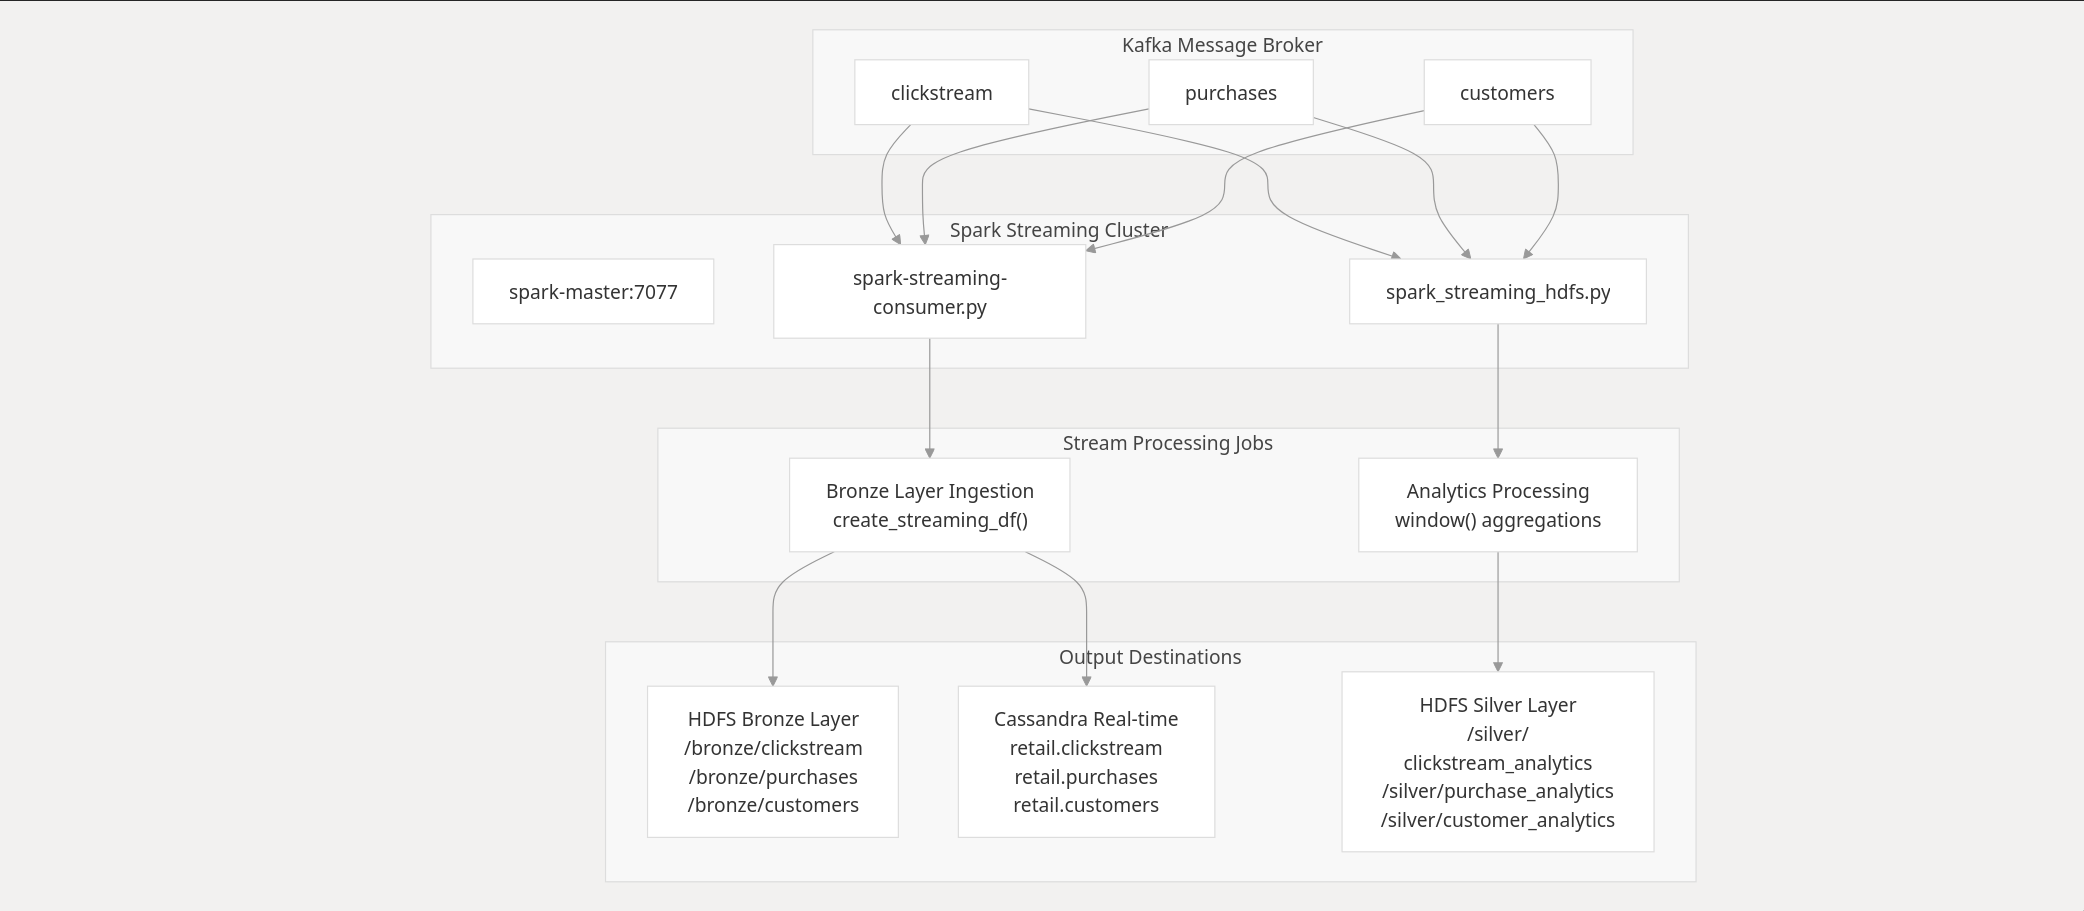 Kafka Message Broker
clickstream
purchases
customers
Spark Streaming Cluster
spark-master:7077
spark-streaming-
consumer.py
spark_streaming_hdfs.py
Stream Processing Jobs
Bronze Layer Ingestion
create_streaming_df()
Analytics Processing
window() aggregations
Output Destinations
HDFS Bronze Layer
/bronze/clickstream
/bronze/purchases
/bronze/customers
Cassandra Real-time
retail.clickstream
retail.purchases
retail.customers
HDFS Silver Layer
/silver/
clickstream_analytics
/silver/purchase_analytics
/silver/customer_analytics